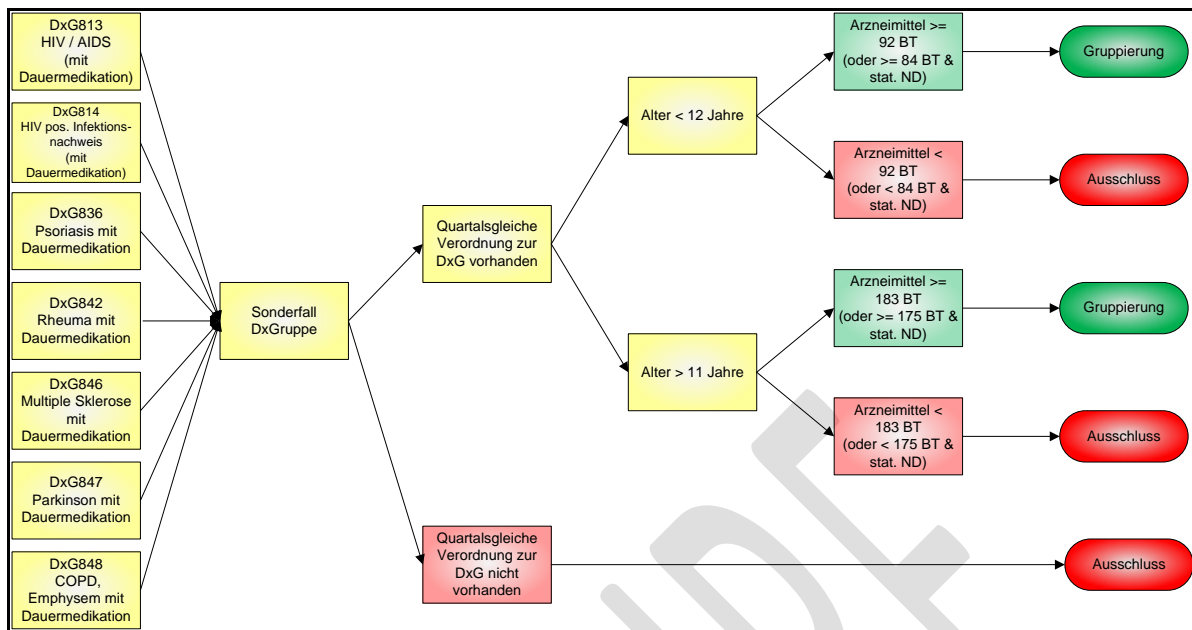 DxG813
HIV / AIDS
(mit
Dauermedikation)
DxG814
HIV pos. Infektions-
nachweis
(mit
Dauermedikation)
DxG836
Psoriasis mit
Dauermedikation
DxG842
Rheuma mit
Dauermedikation
DxG846
Multiple Sklerose
mit
Dauermedikation
DxG847
Parkinson mit
Dauermedikation
DxG848
COPD,
Emphysem mit
Dauermedikation
Sonderfall
DxGruppe
Quartalsgleiche
Verordnung zur
DxG vorhanden
Quartalsgleiche
Verordnung zur
DxG nicht
vorhanden
Alter < 12 Jahre
Alter > 11 Jahre
Arzneimittel >=
92 BT
(oder >= 84 BT &
stat. ND)
Gruppierung
Arzneimittel <
92 BT
(oder < 84 BT &
stat. ND)
Ausschluss
Arzneimittel >=
183 BT
(oder >= 175 BT &
stat. ND)
Gruppierung
Arzneimittel <
183 BT
(oder < 175 BT &
stat. ND)
Ausschluss
Ausschluss